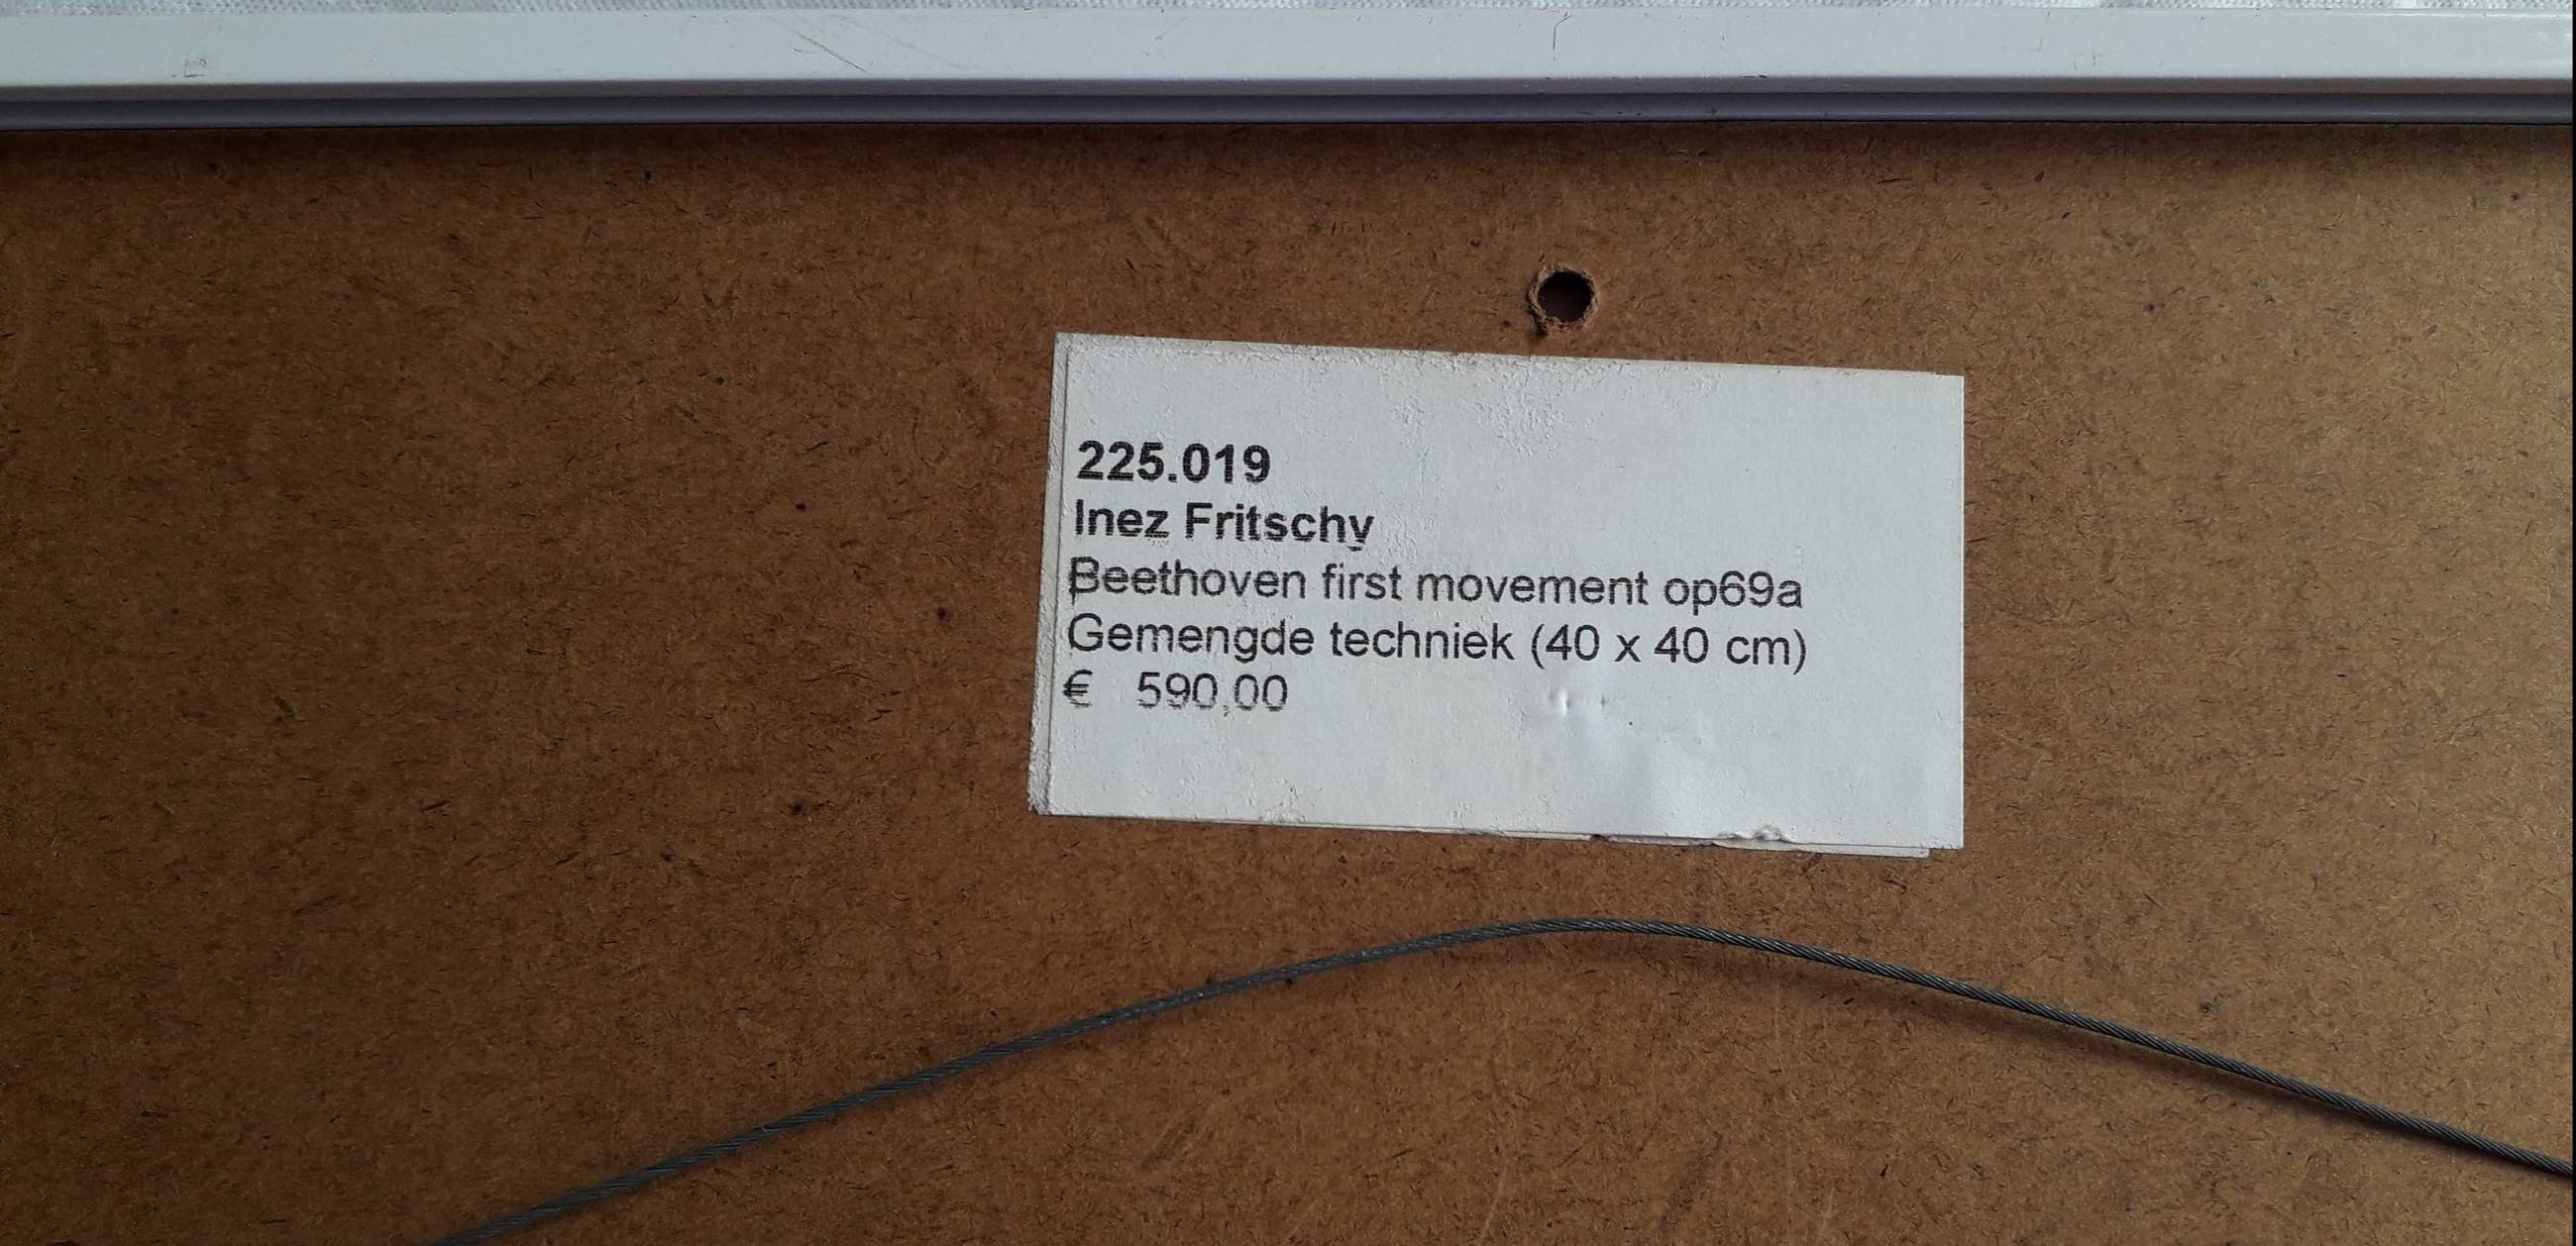 225.019
Inez Fritschy
Beethoven first movement op69a
Gemengde techniek (40 x 40 cm)
€ 590,00